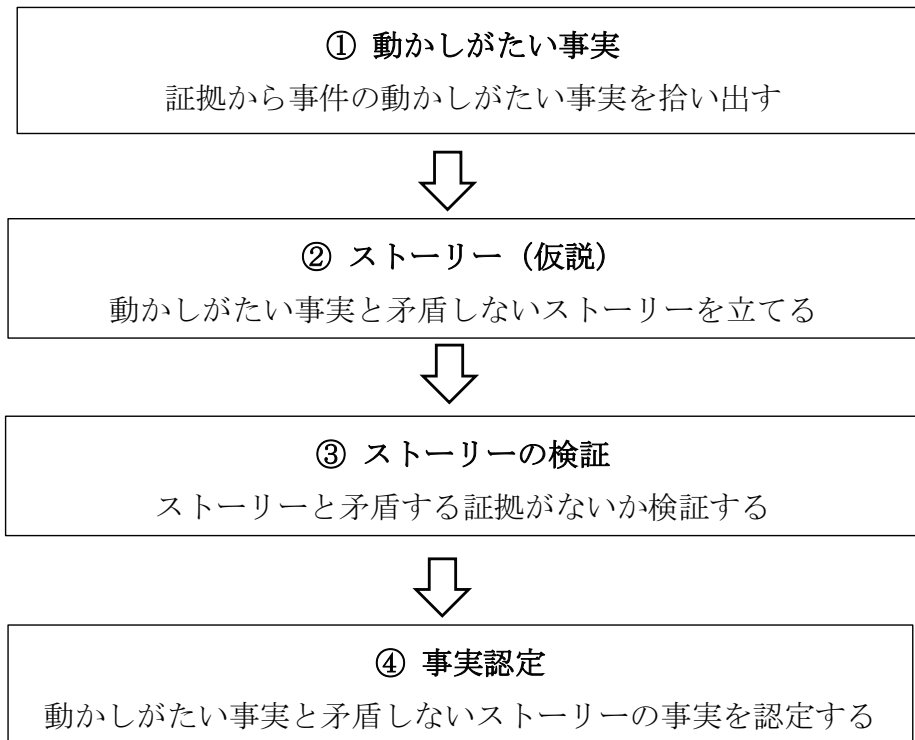 ① 動かしがたい事実
証拠から事件の動かしがたい事実を拾い出す
② ストーリー（仮説）
動かしがたい事実と矛盾しないストーリーを立てる
③ ストーリーの検証
ストーリーと矛盾する証拠がないか検証する
④ 事実認定
動かしがたい事実と矛盾しないストーリーの事実を認定する